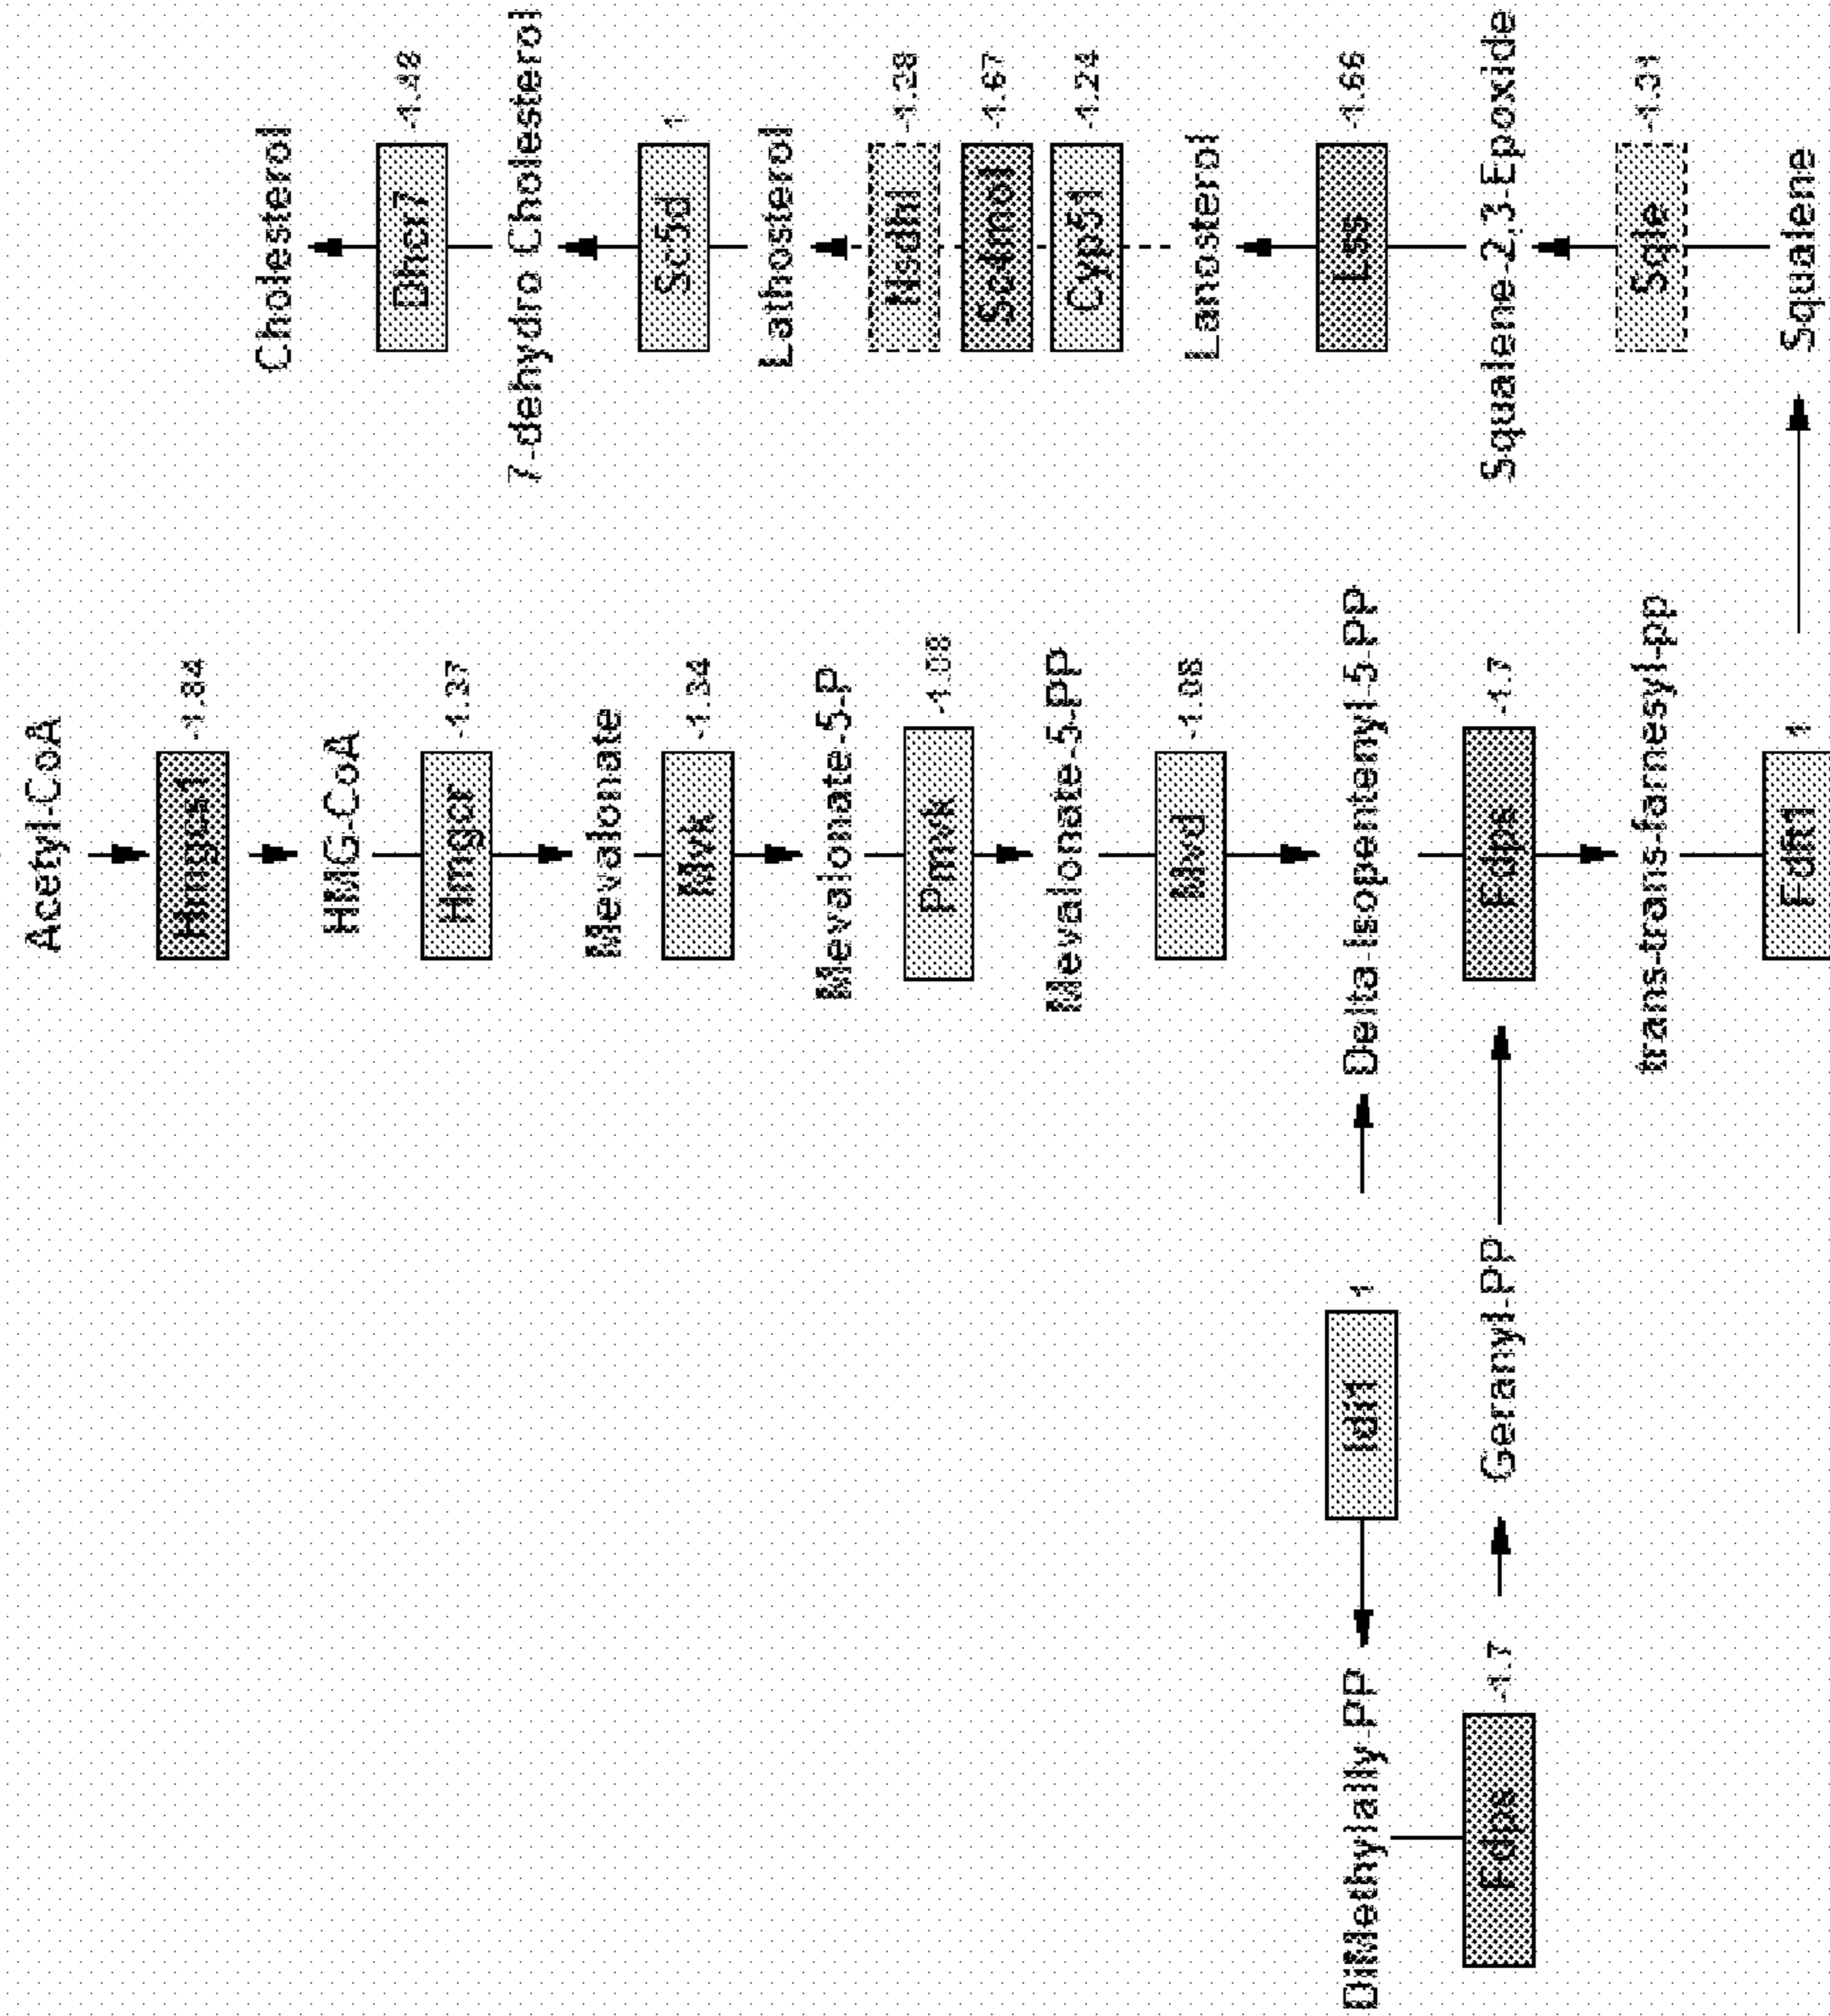 Acetyl-CoA
Hmgcs1
-1.84
HMG-CoA
Hmgcr
-1.37
Mevalonate
Mvk
-1.34
Mevalonate-5-P
Pmvk
-1.08
Mevalonate-5-PP
Mvd
-1.08
DiMethylally-PP
Idi1
1
Delta Isopentenyl-5-PP
Fdps
-1.7
Geranyl-PP
Fdps
-1.7
trans-trans-farnesyl-pp
Fdft1
1
Cholesterol
Dhcr7
-1.48
7-dehydro Cholesterol
Sc5d
1
Lathosterol
Nsdhl
-1.28
Sc4mol
-1.67
Cyp51
-1.24
Lanosterol
Lss
-1.66
Squalene-2,3-Epoxide
Sqle
-1.31
Squalene